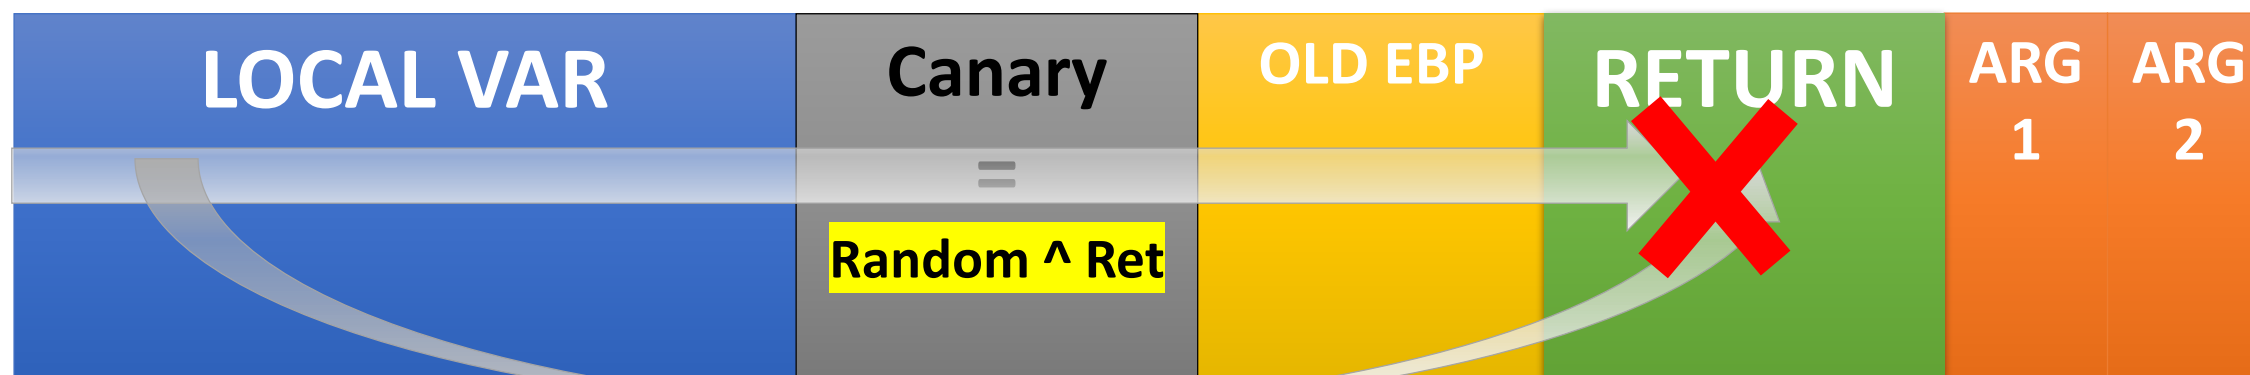 LOCAL VAR
Canary
=
Random ^ Ret
OLD EBP
RETURN
ARG
1
ARG
2